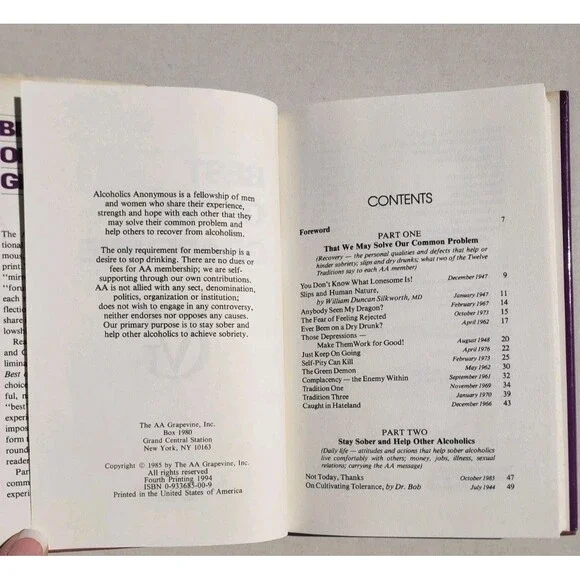 B
O
G
print.
each
share
Best
choice
"best"
form
round
reader
Alcoholics Anonymous is a fellowship of men
and women who share their experience,
strength and hope with each other that they
may solve their common problem and
help others to recover from alcoholism.
The only requirement for membership is a
desire to stop drinking. There are no dues or
fees for AA membership; we are self-
supporting through our own contributions.
AA is not allied with any sect, denomination,
politics, organization or institution;
does not wish to engage in any controversy,
neither endorses nor opposes any causes.
Our primary purpose is to stay sober and
help other alcoholics to achieve sobriety.
The AA Grapevine, Inc.
Box 1980
Grand Central Station
New York, NY 10163
Copyright © 1985 by The AA Grapevine, Inc.
All rights reserved
Fourth Printing 1994
ISBN 0-933685-00-9
Printed in the United States of America
CONTENTS
Foreword 7
PART ONE
That We May Solve Our Common Problem
(Recovery — the personal qualities and defects that help or
hinder sobriety; slips and dry drunks; what two of the Twelve
Traditions say to each AA member)
You Don't Know What Lonesome Is! December 1947 9
Slips and Human Nature,
by William Duncan Silkworth, MD January 1947 11
Anybody Seen My Dragon? February 1967 14
The Fear of Feeling Rejected October 1973 15
Ever Been on a Dry Drunk? April 1962 17
Those Depressions —
Make Them Work for Good! August 1948 20
Just Keep On Going April 1976 22
Self-Pity Can Kill February 1973 25
The Green Demon May 1962 30
Complacency — the Enemy Within September 1961 32
Tradition One November 1969 34
Tradition Three January 1970 39
Caught in Hateland December 1966 43
PART TWO
Stay Sober and Help Other Alcoholics
(Daily life — attitudes and actions that help sober alcoholics
live comfortably with others; money, jobs, illness, sexual
relations; carrying the AA message)
Not Today, Thanks October 1983 47
On Cultivating Tolerance, by Dr. Bob July 1944 49